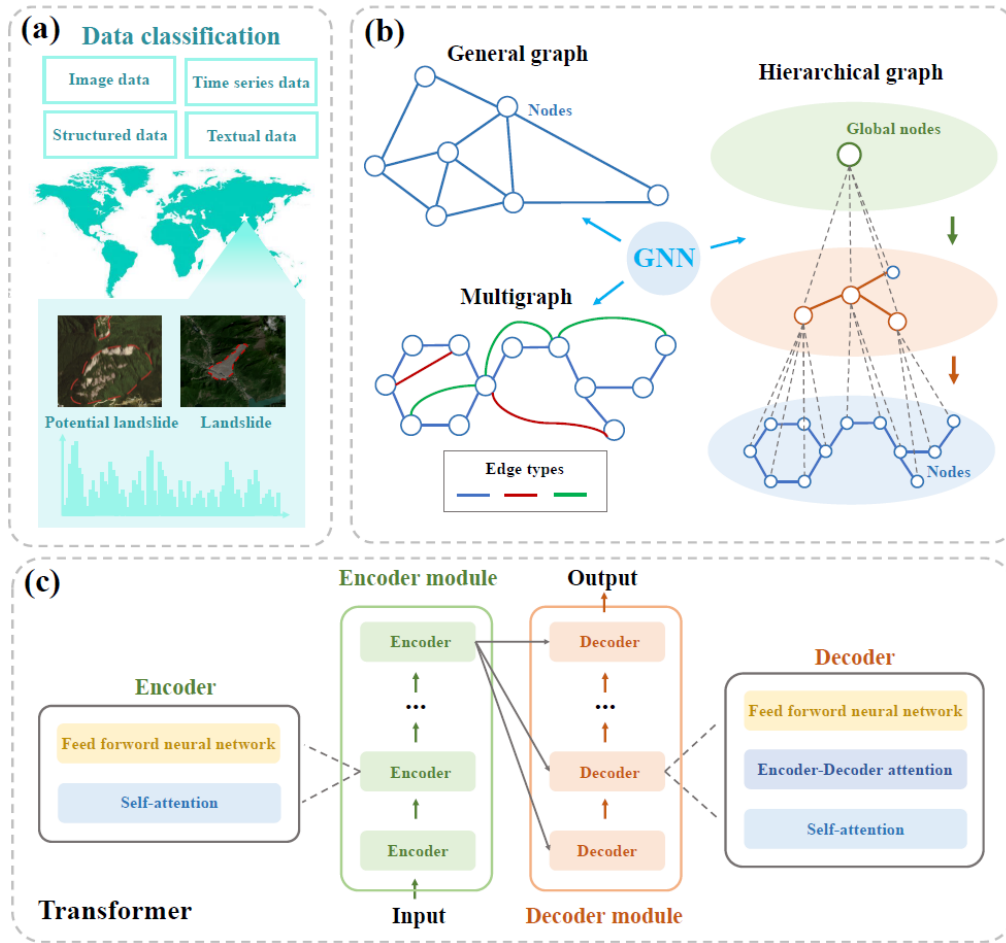 (a)
Data classification
Image data
Time series data
Structured data
Textual data
Potential landslide
Landslide
(b)
General graph
Nodes
Hierarchical graph
Global nodes
GNN
Multigraph
Edge types
Nodes
(c)
Encoder module
Output
Encoder
Feed forword neural network
Self-attention
Encoder
...
Encoder
Encoder
Input
Decoder
...
Decoder
Decoder
Decoder module
Decoder
Feed forword neural network
Encoder-Decoder attention
Self-attention
Transformer